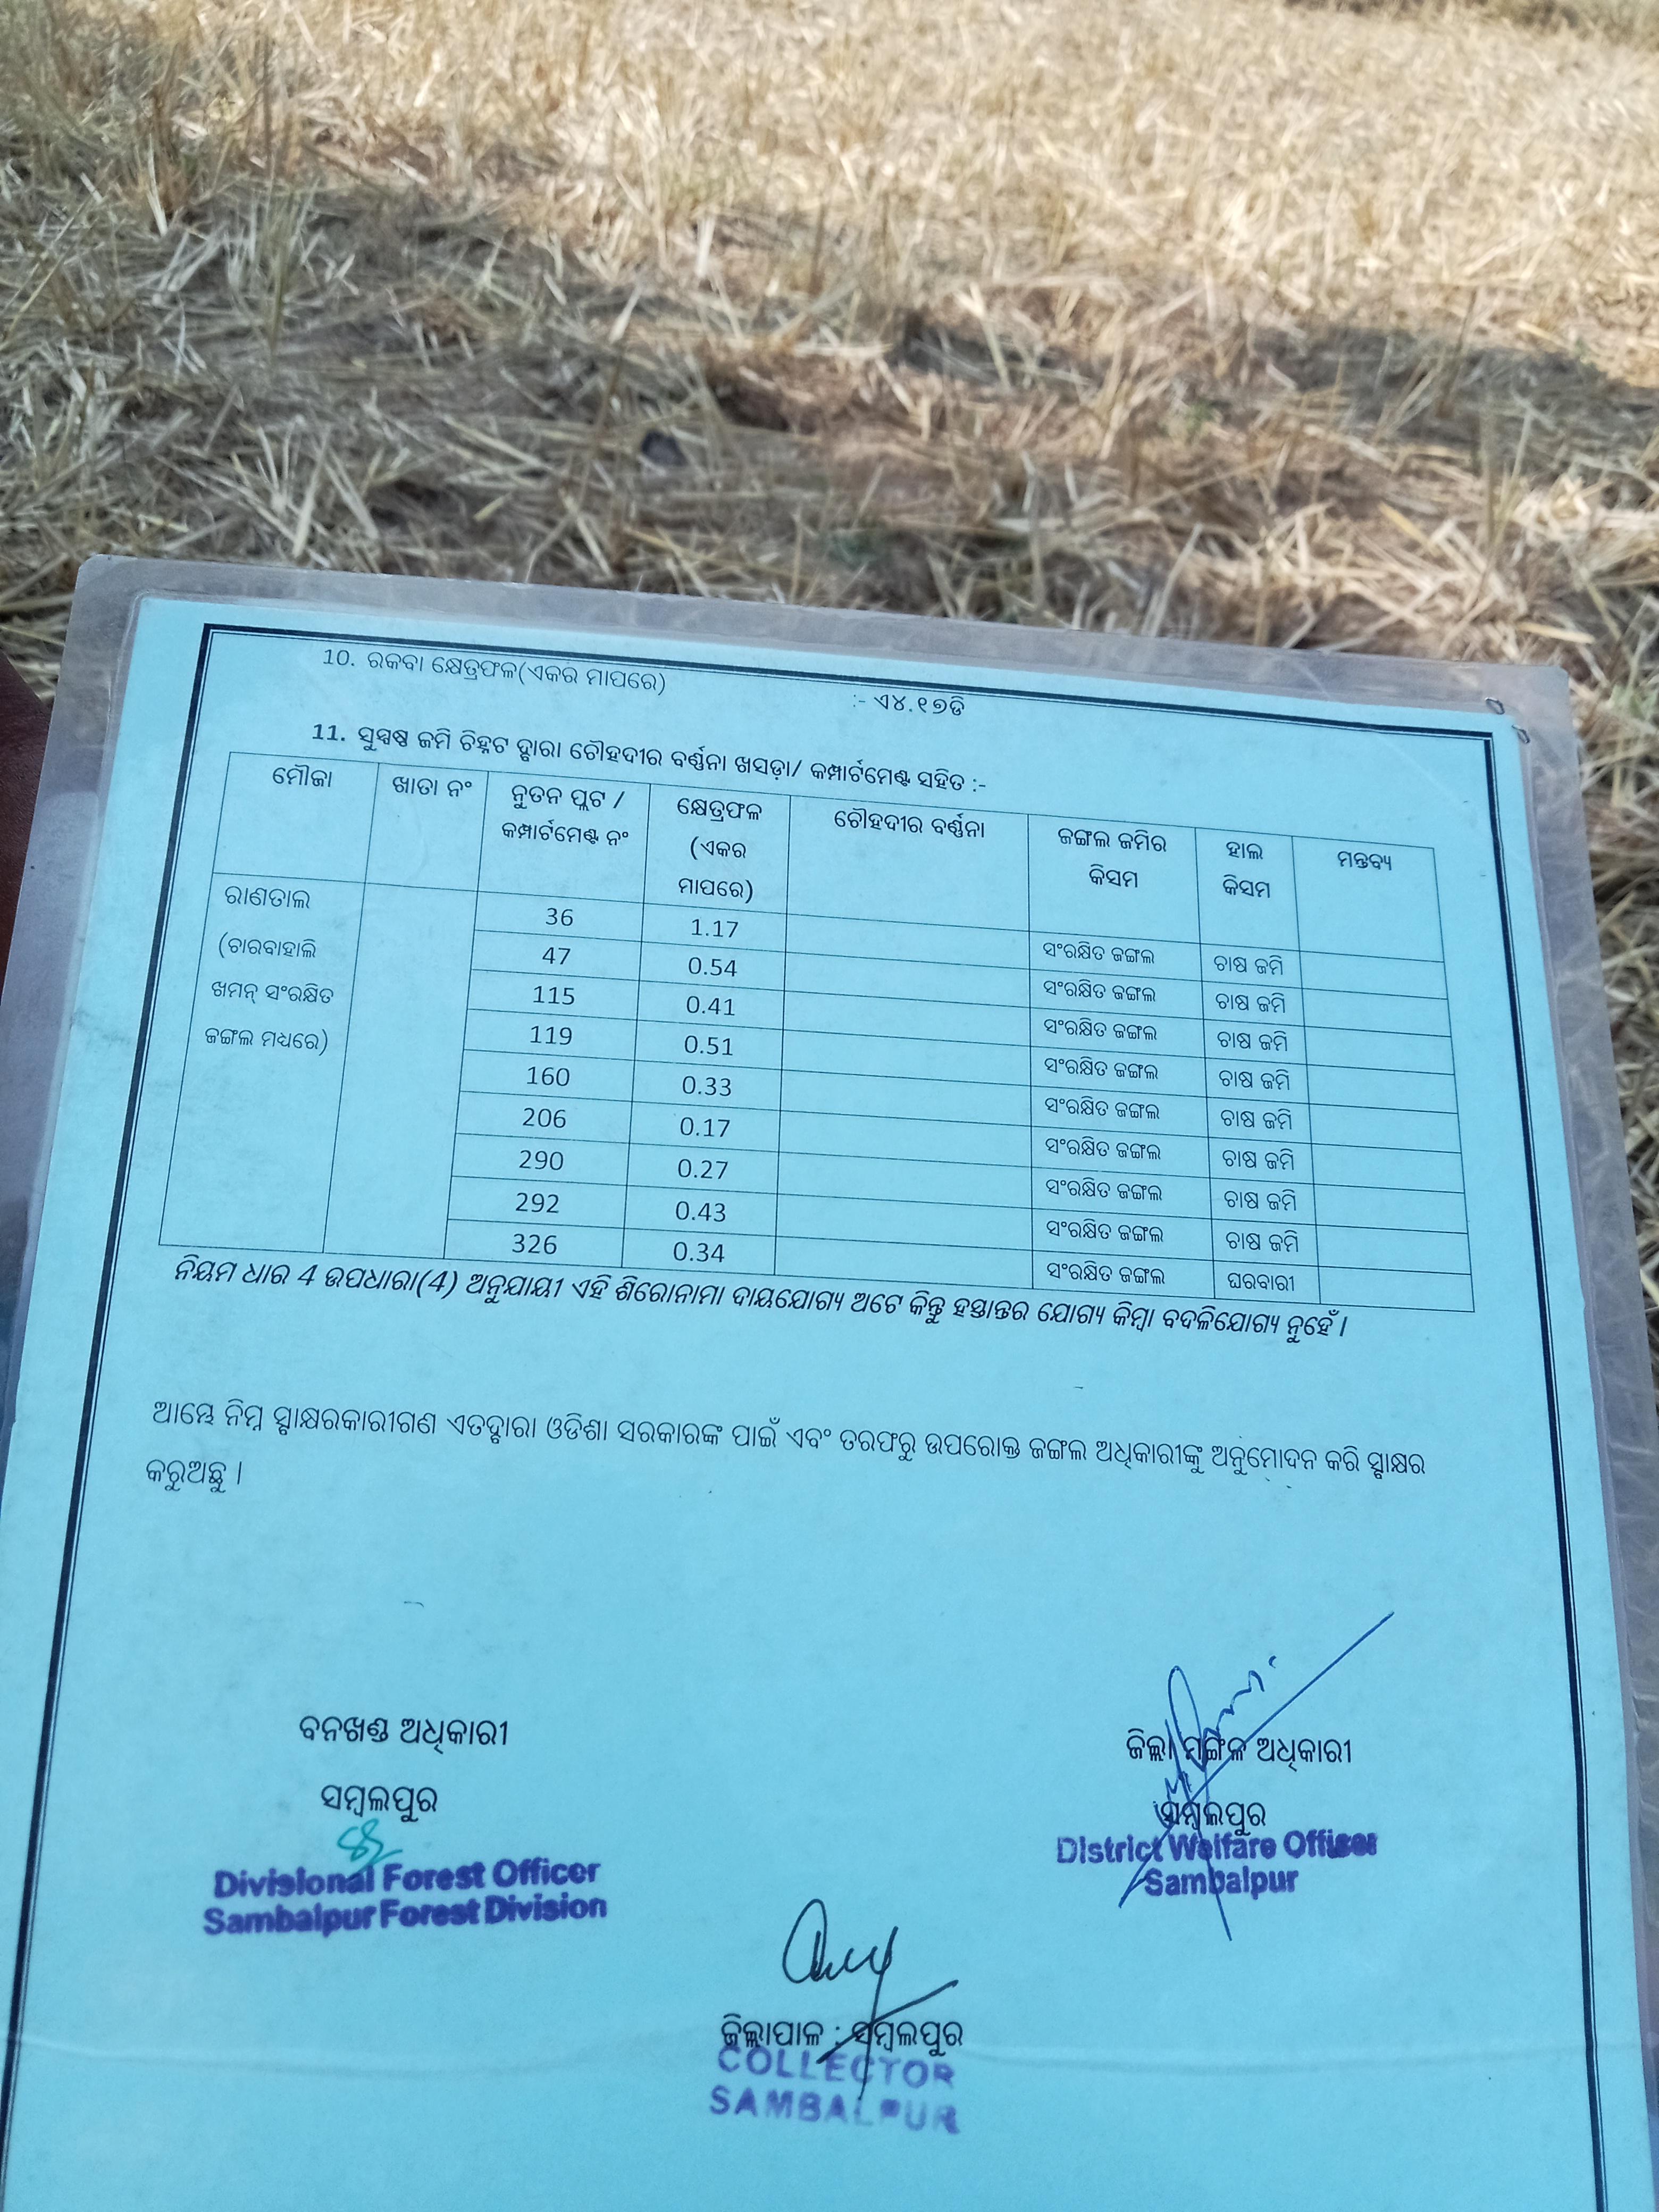 10. ରକବା କ୍ଷେତ୍ରଫଳ(ଏକର ମାପରେ) :- ଏ୪.୧୭ଡି
11. ସୁସ୍ପଷ୍ଟ ଜମି ଚିହ୍ନଟ ଦ୍ବାରା ଚୌହଦୀର ବର୍ଣ୍ଣନା ଖସଡ଼ା/ କମ୍ପାର୍ଟମେଣ୍ଟ ସହିତ :-
ମୌଜା ଖାତା ନଂ ନୁତନ ପ୍ଲଟ / କମ୍ପାର୍ଟମେଣ୍ଟ ନଂ କ୍ଷେତ୍ରଫଳ (ଏକର ମାପରେ) ଚୌହଦୀର ବର୍ଣ୍ଣନା ଜଙ୍ଗଲ ଜମିର କିସମ ହାଲ କିସମ ମନ୍ତବ୍ୟ
ରାଣତାଲ
(ଚାରବାହାଲି
ଖମନ୍ ସଂରକ୍ଷିତ
ଜଙ୍ଗଲ ମଧ୍ୟରେ)
36 1.17 ସଂରକ୍ଷିତ ଜଙ୍ଗଲ ଚାଷ ଜମି
47 0.54 ସଂରକ୍ଷିତ ଜଙ୍ଗଲ ଚାଷ ଜମି
115 0.41 ସଂରକ୍ଷିତ ଜଙ୍ଗଲ ଚାଷ ଜମି
119 0.51 ସଂରକ୍ଷିତ ଜଙ୍ଗଲ ଚାଷ ଜମି
160 0.33 ସଂରକ୍ଷିତ ଜଙ୍ଗଲ ଚାଷ ଜମି
206 0.17 ସଂରକ୍ଷିତ ଜଙ୍ଗଲ ଚାଷ ଜମି
290 0.27 ସଂରକ୍ଷିତ ଜଙ୍ଗଲ ଚାଷ ଜମି
292 0.43 ସଂରକ୍ଷିତ ଜଙ୍ଗଲ ଚାଷ ଜମି
326 0.34 ସଂରକ୍ଷିତ ଜଙ୍ଗଲ ଘରବାରୀ
ନିୟମ ଧାର 4 ଉପଧାରା(4) ଅନୁଯାୟୀ ଏହି ଶିରୋନାମା ଦାୟଯୋଗ୍ୟ ଅଟେ କିନ୍ତୁ ହସ୍ତାନ୍ତର ଯୋଗ୍ୟ କିମ୍ବା ବଦଳିଯୋଗ୍ୟ ନୁହେଁ ।
ଆମ୍ଭେ ନିମ୍ନ ସ୍ବାକ୍ଷରକାରୀଗଣ ଏତଦ୍ବାରା ଓଡିଶା ସରକାରଙ୍କ ପାଇଁ ଏବଂ ତରଫରୁ ଉପରୋକ୍ତ ଜଙ୍ଗଲ ଅଧିକାରୀଙ୍କୁ ଅନୁମୋଦନ କରି ସ୍ବାକ୍ଷର
କରୁଅଛୁ ।
ବନଖଣ୍ଡ ଅଧିକାରୀ
ସମ୍ବଲପୁର
Divisional Forest Officer
Sambalpur Forest Division
ଜିଲ୍ଲା ମଙ୍ଗଳ ଅଧିକାରୀ
ସମ୍ବଲପୁର
District Welfare Officer
Sambalpur
ଜିଲ୍ଲାପାଳ : ସମ୍ବଲପୁର
COLLECTOR
SAMBALPUR